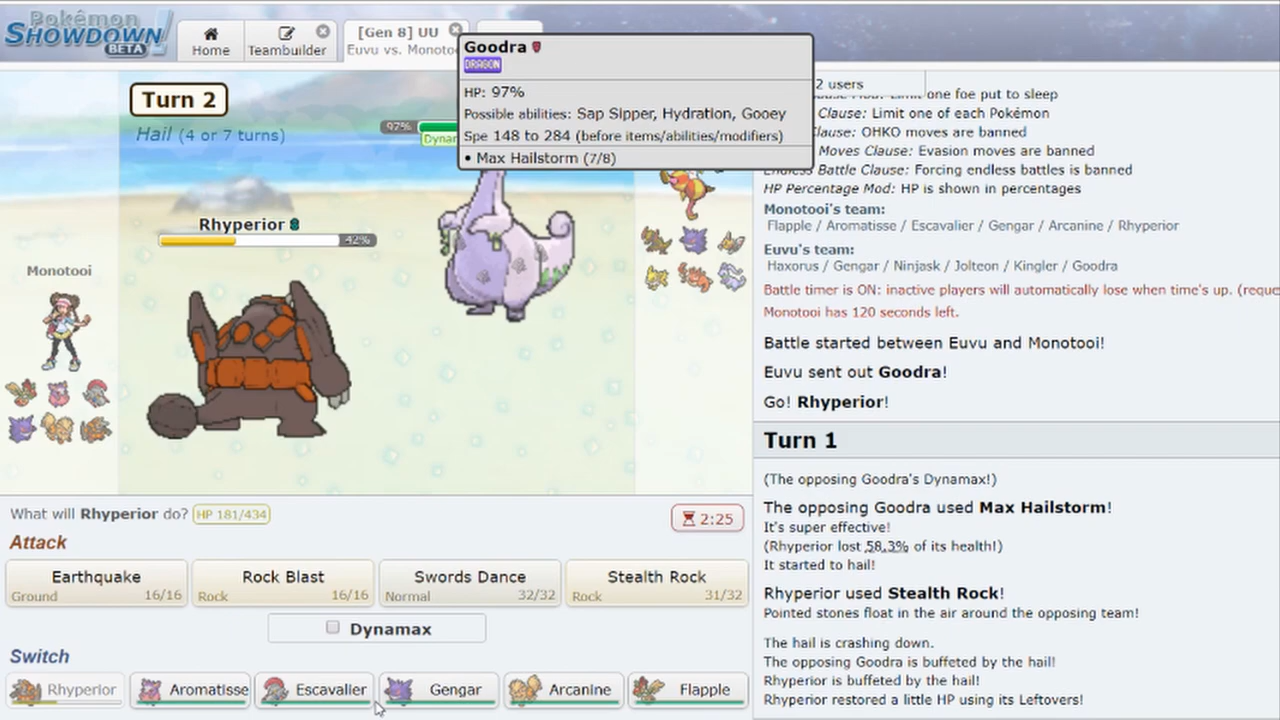 Pokémon
SHOWDOWN!
BETA
Home
Teambuilder
[Gen 8] UU
Euvu vs. Monoto
Goodra
DRAGON
HP: 97%
Possible abilities: Sap Sipper, Hydration, Gooey
Spe 148 to 284 (before items/abilities/modifiers)
• Max Hailstorm (7/8)
Turn 2
Hail (4 or 7 turns)
97%
Dynam
Rhyperior
42%
Monotooi
2 users
one foe put to sleep
Clause: Limit one of each Pokémon
Clause: OHKO moves are banned
Moves Clause: Evasion moves are banned
Endless Battle Clause: Forcing endless battles is banned
HP Percentage Mod: HP is shown in percentages
Monotooi's team:
Flapple / Aromatisse / Escavalier / Gengar / Arcanine / Rhyperior
Euvu's team:
Haxorus / Gengar / Ninjask / Jolteon / Kingler / Goodra
Battle timer is ON: inactive players will automatically lose when time's up. (reque
Monotooi has 120 seconds left.
Battle started between Euvu and Monotooi!
Euvu sent out Goodra!
Go! Rhyperior!
Turn 1
(The opposing Goodra's Dynamax!)
The opposing Goodra used Max Hailstorm!
It's super effective!
(Rhyperior lost 58.3% of its health!)
It started to hail!
Rhyperior used Stealth Rock!
Pointed stones float in the air around the opposing team!
The hail is crashing down.
The opposing Goodra is buffeted by the hail!
Rhyperior is buffeted by the hail!
Rhyperior restored a little HP using its Leftovers!
What will Rhyperior do? HP 181/434
2:25
Attack
Earthquake
Ground 16/16
Rock Blast
Rock 16/16
Swords Dance
Normal 32/32
Stealth Rock
Rock 31/32
Dynamax
Switch
Rhyperior
Aromatisse
Escavalier
Gengar
Arcanine
Flapple